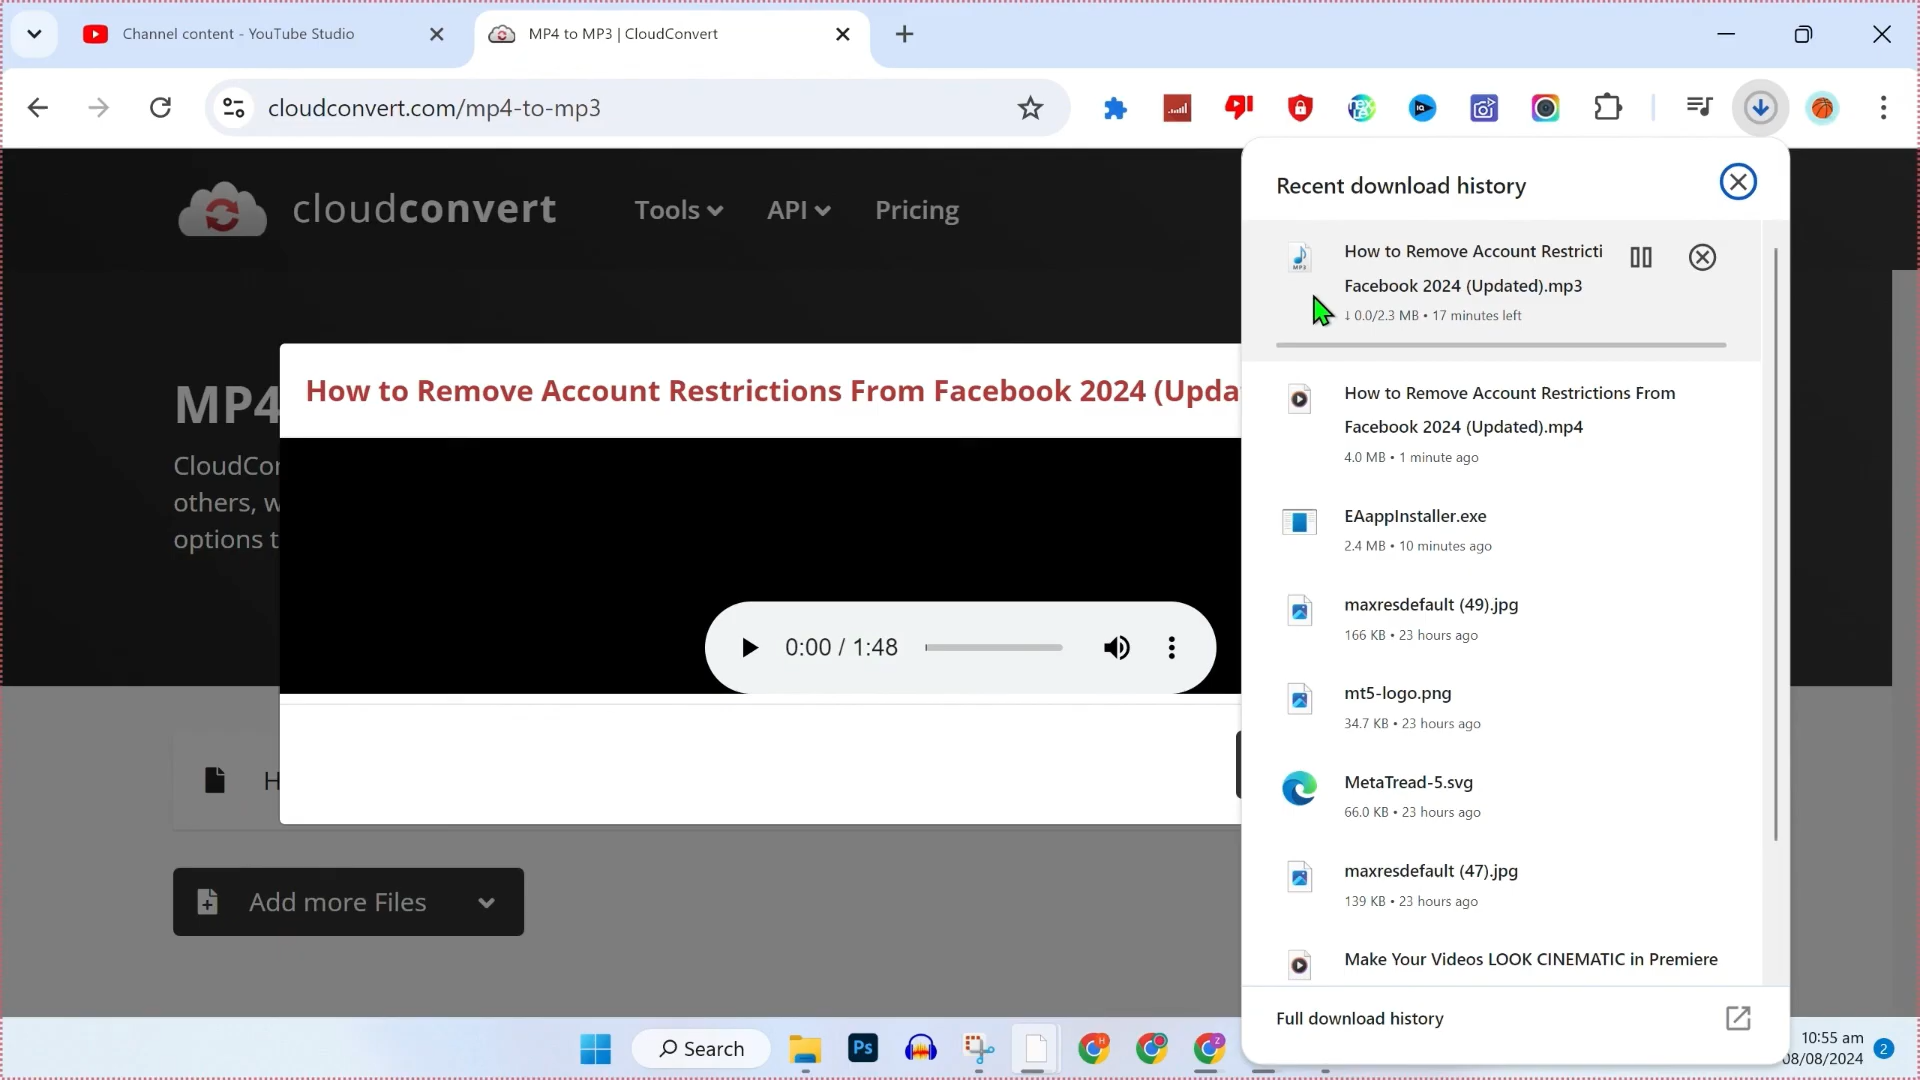 Channel content - YouTube Studio
MP4 to MP3 | CloudConvert
cloudconvert.com/mp4-to-mp3
cloudconvert
Tools
API
Pricing
MP4
CloudCon
others, w
options t
How to Remove Account Restrictions From Facebook 2024 (Upda
0:00 / 1:48
H
Add more Files
Recent download history
How to Remove Account Restricti
Facebook 2024 (Updated).mp3
↓ 0.0/2.3 MB • 17 minutes left
How to Remove Account Restrictions From
Facebook 2024 (Updated).mp4
4.0 MB • 1 minute ago
EAappInstaller.exe
2.4 MB • 10 minutes ago
maxresdefault (49).jpg
166 KB • 23 hours ago
mt5-logo.png
34.7 KB • 23 hours ago
MetaTread-5.svg
66.0 KB • 23 hours ago
maxresdefault (47).jpg
139 KB • 23 hours ago
Make Your Videos LOOK CINEMATIC in Premiere
Full download history
Search
Ps
10:55 am
08/08/2024
2